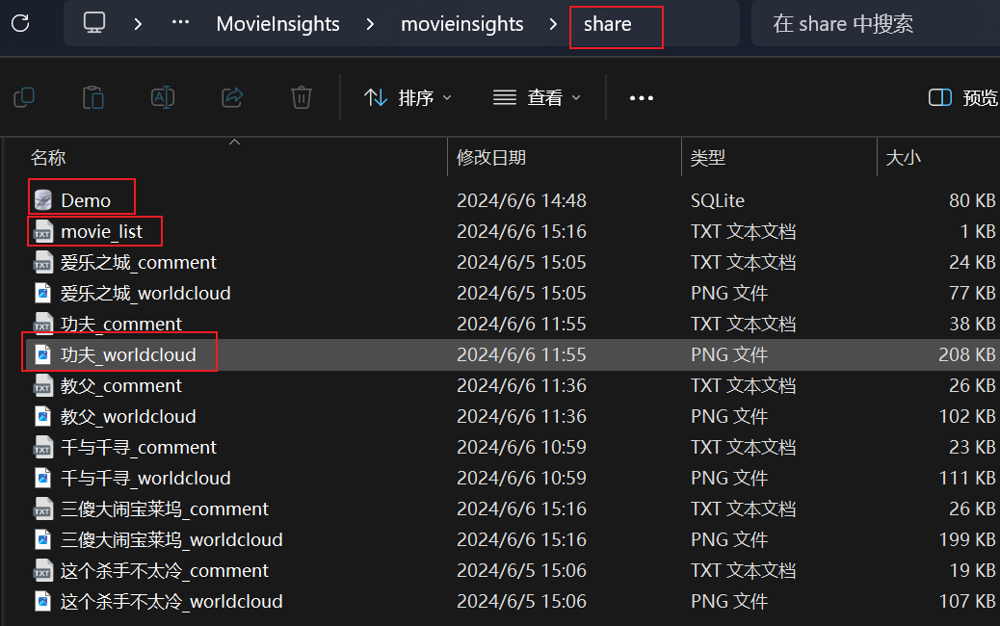 MovieInsights movieinsights share 在 share 中搜索
排序 查看 预览
名称 修改日期 类型 大小
Demo 2024/6/6 14:48 SQLite 80 KB
movie_list 2024/6/6 15:16 TXT 文本文档 1 KB
爱乐之城_comment 2024/6/5 15:05 TXT 文本文档 24 KB
爱乐之城_worldcloud 2024/6/5 15:05 PNG 文件 77 KB
功夫_comment 2024/6/6 11:55 TXT 文本文档 38 KB
功夫_worldcloud 2024/6/6 11:55 PNG 文件 208 KB
教父_comment 2024/6/6 11:36 TXT 文本文档 26 KB
教父_worldcloud 2024/6/6 11:36 PNG 文件 102 KB
千与千寻_comment 2024/6/6 10:59 TXT 文本文档 23 KB
千与千寻_worldcloud 2024/6/6 10:59 PNG 文件 111 KB
三傻大闹宝莱坞_comment 2024/6/6 15:16 TXT 文本文档 26 KB
三傻大闹宝莱坞_worldcloud 2024/6/6 15:16 PNG 文件 199 KB
这个杀手不太冷_comment 2024/6/5 15:06 TXT 文本文档 19 KB
这个杀手不太冷_worldcloud 2024/6/5 15:06 PNG 文件 107 KB